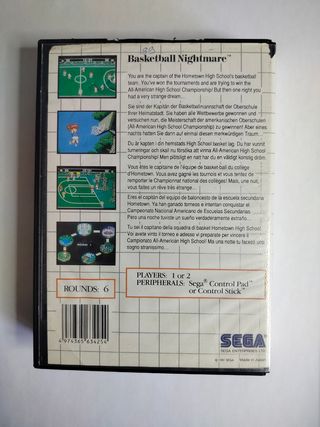 Basketball Nightmare™
You are the captain of the Hometown High School's basketball
team. You've won the tournaments and are trying to win the
All-American High School Championship! But then one night you
had a very strange dream...
Sie sind der Kapitän der Basketballmannschaft der Oberschule
Ihrer Heimatstadt. Sie haben alle Wettbewerbe gewonnen und
versuchen nun, die Meisterschaft der amerikanischen Oberschulen
(All-American High School Championship) zu gewinnen! Aber eines
nachts hatten Sie dann auf einmal diesen merkwürdigen Traum...
Du är kapten i din hemstads High School basket lag. Du har vunnit
turneringar och skall nu försöka att vinna All-American High School
Championship! Men plötsligt en natt har du en väldigt konstig dröm.
Vous êtes le capitaine de l'équipe de basket-ball du collège
d'Hometown. Vous avez gagné les tournois et vous tentez de
remporter le Championnat national des collèges! Mais, une nuit,
vous faites un rêve très étrange...
Eres el capitán del equipo de baloncesto de la escuela secundaria
Hometown. Ya has ganado torneos e intentan conquistar el
Campeonato Nacional Americano de Escuelas Secundarias.
Pero una noche tuviste un sueño verdaderamente extraño.
Tu sei il capitano della squadra di basket Hometown High School!
Voi avete vinto il torneo e adesso vi preparate per vincere il
Campionato All-American High School! Ma una notte tu faceste un
sogno stranissimo...
ROUNDS: 6
PLAYERS: 1 or 2
PERIPHERALS: Sega® Control Pad™
or Control Stick™
4 974365 634254
SEGA®
SEGA ENTERPRISES LTD.
Made in Japan